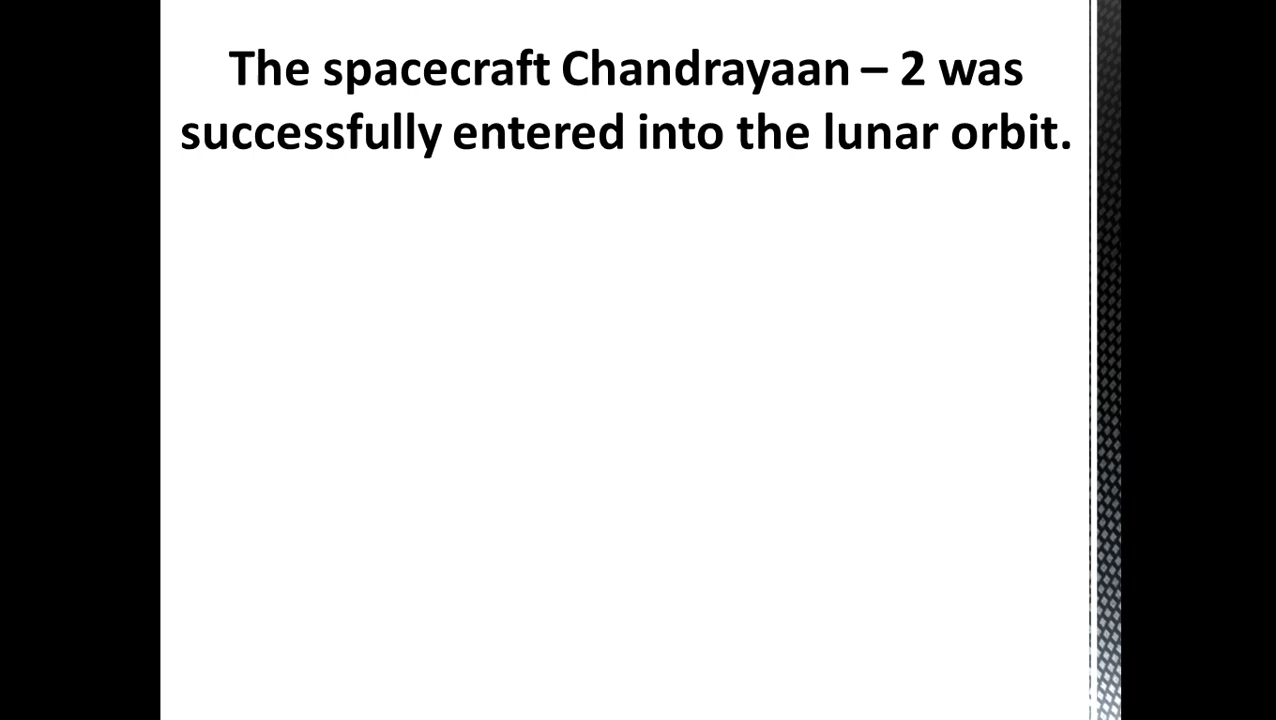 The spacecraft Chandrayaan – 2 was
successfully entered into the lunar orbit.